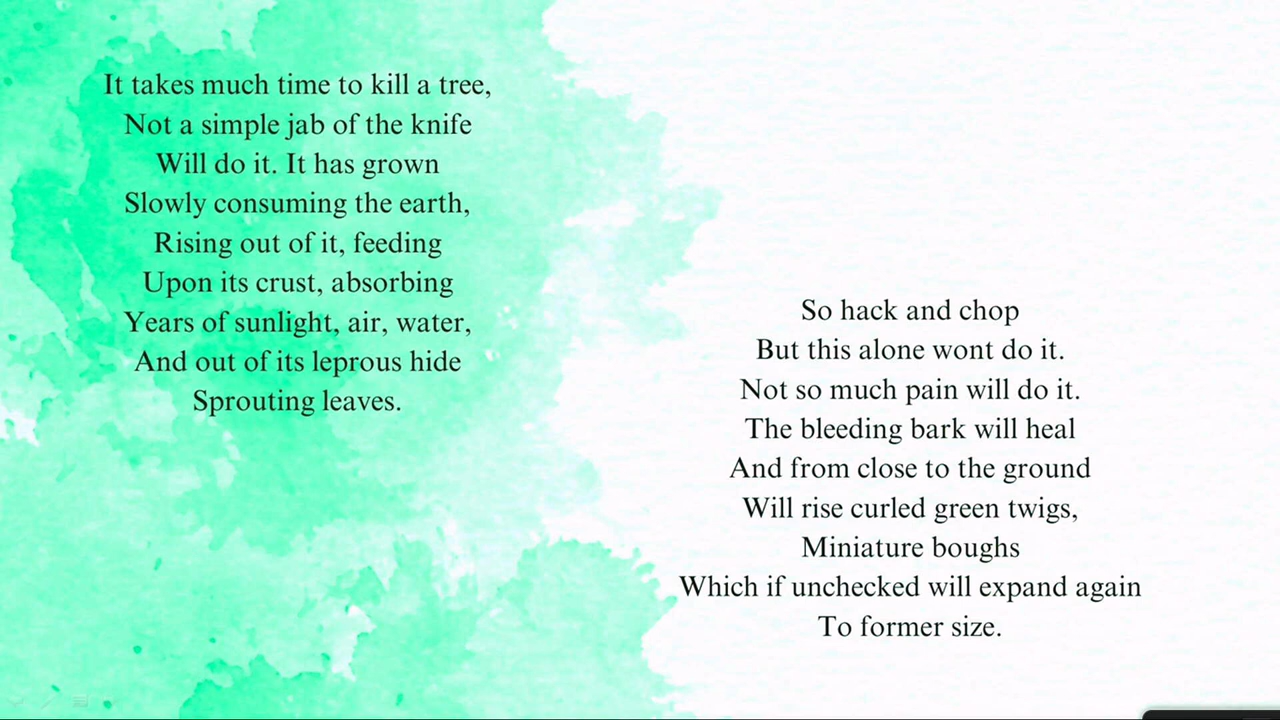 It takes much time to kill a tree,
Not a simple jab of the knife
Will do it. It has grown
Slowly consuming the earth,
Rising out of it, feeding
Upon its crust, absorbing
Years of sunlight, air, water,
And out of its leprous hide
Sprouting leaves.
So hack and chop
But this alone wont do it.
Not so much pain will do it.
The bleeding bark will heal
And from close to the ground
Will rise curled green twigs,
Miniature boughs
Which if unchecked will expand again
To former size.